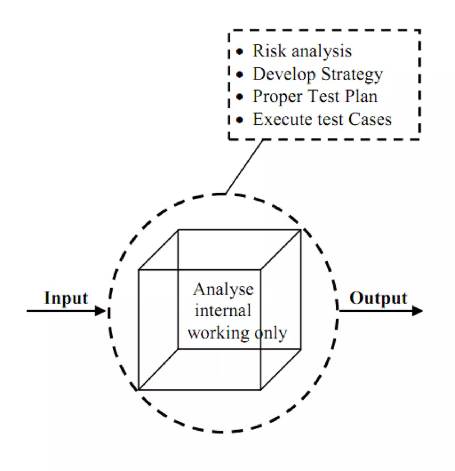 • Risk analysis
• Develop Strategy
• Proper Test Plan
• Execute test Cases
Input
Analyse
internal
working only
Output